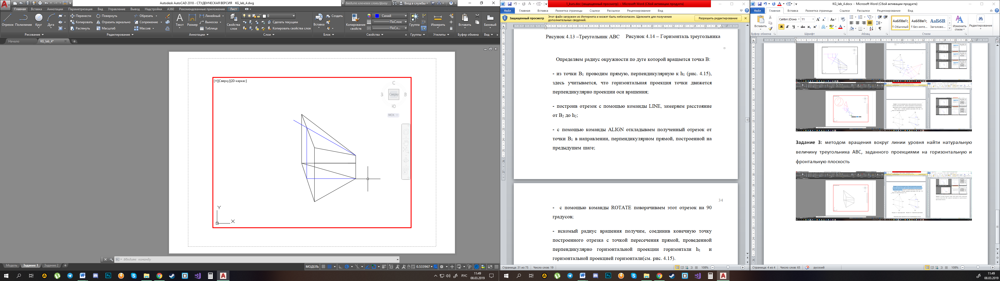 Autodesk AutoCAD 2018 - СТУДЕНЧЕСКАЯ ВЕРСИЯ KG_lab_4.dwg
Введите ключевое слово/фразу
Вход в службы
Главная Вставка Аннотации Параметризация Вид Управление Вывод Надстройки A360 Рекомендованные приложения Лист
Отрезок Полилиния Круг Дуга
Перенести Повернуть Обрезать
Копировать Отразить зеркально Сопряжение
Растянуть Масштаб Массив
Текст Размер
Линейный
Выноска
Таблица
Свойства слоя
0
Сделать текущим
Копировать свойства слоя
Вставка
Создать
Копирование свойств
Синий
ПоСлою
ПоСл...
Группа
Измерить
Вставить
Базовый
Рисование Редактирование Аннотации Слои Блок Свойства Группы Утилиты Буфер обмена Вид
Начало KG_lab_4*
[+][Сверху][2D-каркас]
С
З Сверху В
Ю
МСК
Y
X
Введите команду
Модель Задание 1 Задание 2 +
МОДЕЛЬ 0.533967
РУС
11:49
08.03.2019
1_kurs.doc (защищенный просмотр) - Microsoft Word (Сбой активации продукта)
Файл Главная Вставка Разметка страницы Ссылки Рассылки Рецензирование Вид
Защищенный просмотр Этот файл загружен из Интернета и может быть небезопасен. Щелкните для получения дополнительных сведений. Разрешить редактирование
Рисунок 4.13 –Треугольник ABC Рисунок 4.14 – Горизонталь треугольника
Определяем радиус окружности по дуге которой вращается точка B:
- из точки B1 проводим прямую, перпендикулярную к h1 (рис. 4.15),
здесь учитывается, что горизонтальная проекция точки движется
перпендикулярно проекции оси вращения;
- построив отрезок с помощью команды LINE, замеряем расстояние
от B2 до h2;
- с помощью команды ALIGN откладываем полученный отрезок от
точки B1 в направлении, перпендикулярном прямой, построенной на
предыдущем шаге;
34
- с помощью команды ROTATE поворачиваем этот отрезок на 90
градусов;
- искомый радиус вращения получим, соединив конечную точку
построенного отрезка с точкой пересечения прямой, проведенной
перпендикулярно горизонтальной проекции горизонтали h1 и
горизонтальной проекцией горизонтали(см. рис. 4.15).
Страница: 31 из 75 Число слов: 19 108%
KG_lab_4.docx - Microsoft Word (Сбой активации продукта)
Файл Главная Вставка Разметка страницы Ссылки Рассылки Рецензирование Вид
Вставить
Calibri (Осно 11
Ж К Ч
АаБбВвГг, АаБбВвГг, АаБбВ
¶ Обычный ¶ Без инте... Заголово...
Изменить стили
Редактирование
Буфер обмена Шрифт Абзац Стили
Задание 3: методом вращения вокруг линии уровня найти натуральную
величину треугольника ABC, заданного проекциями на горизонтальную и
фронтальную плоскость
Страница: 4 из 4 Число слов: 65 русский 108%
11:49
08.03.2019